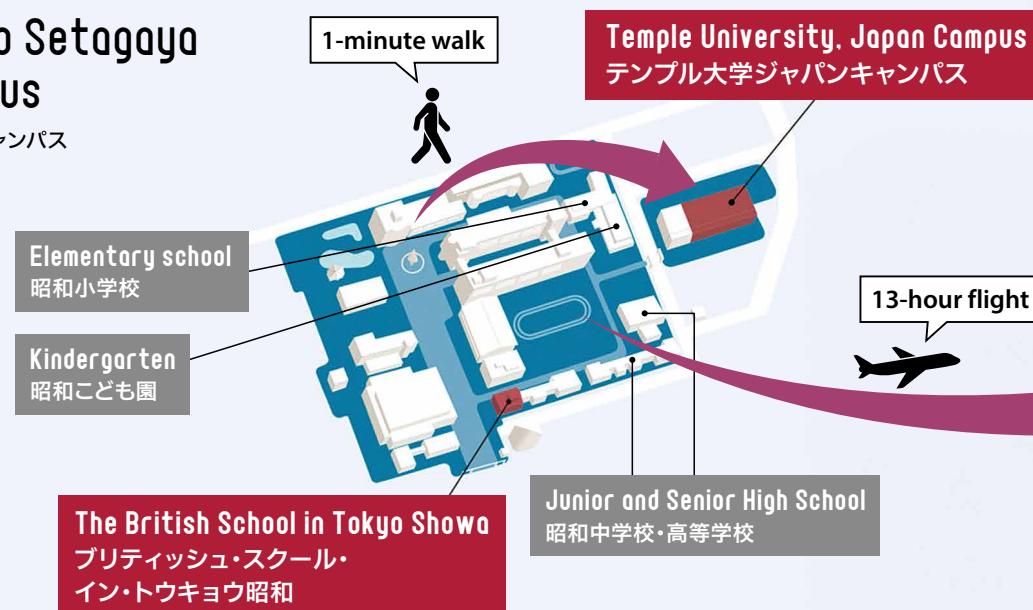 Setagaya
ャンパス
1-minute walk
Temple University, Japan Campus
テンプル大学ジャパンキャンパス
Elementary school
昭和小学校
Kindergarten
昭和こども園
13-hour flight
The British School in Tokyo Showa
ブリティッシュ・スクール・
イン・トウキョウ昭和
Junior and Senior High School
昭和中学校・高等学校